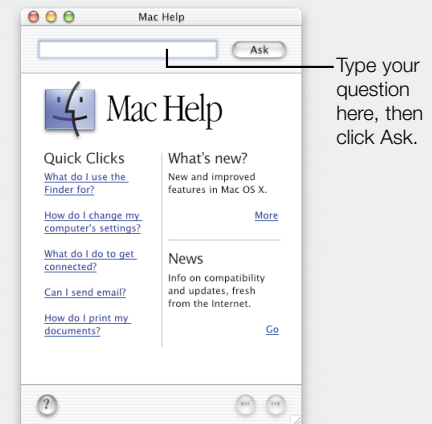 Mac Help
Ask
Type your
question
here, then
click Ask.
Mac Help
Quick Clicks
What do I use the
Finder for?
How do I change my
computer's settings?
What do I do to get
connected?
Can I send email?
How do I print my
documents?
What's new?
New and improved
features in Mac OS X.
More
News
Info on compatibility
and updates, fresh
from the Internet.
Go
?